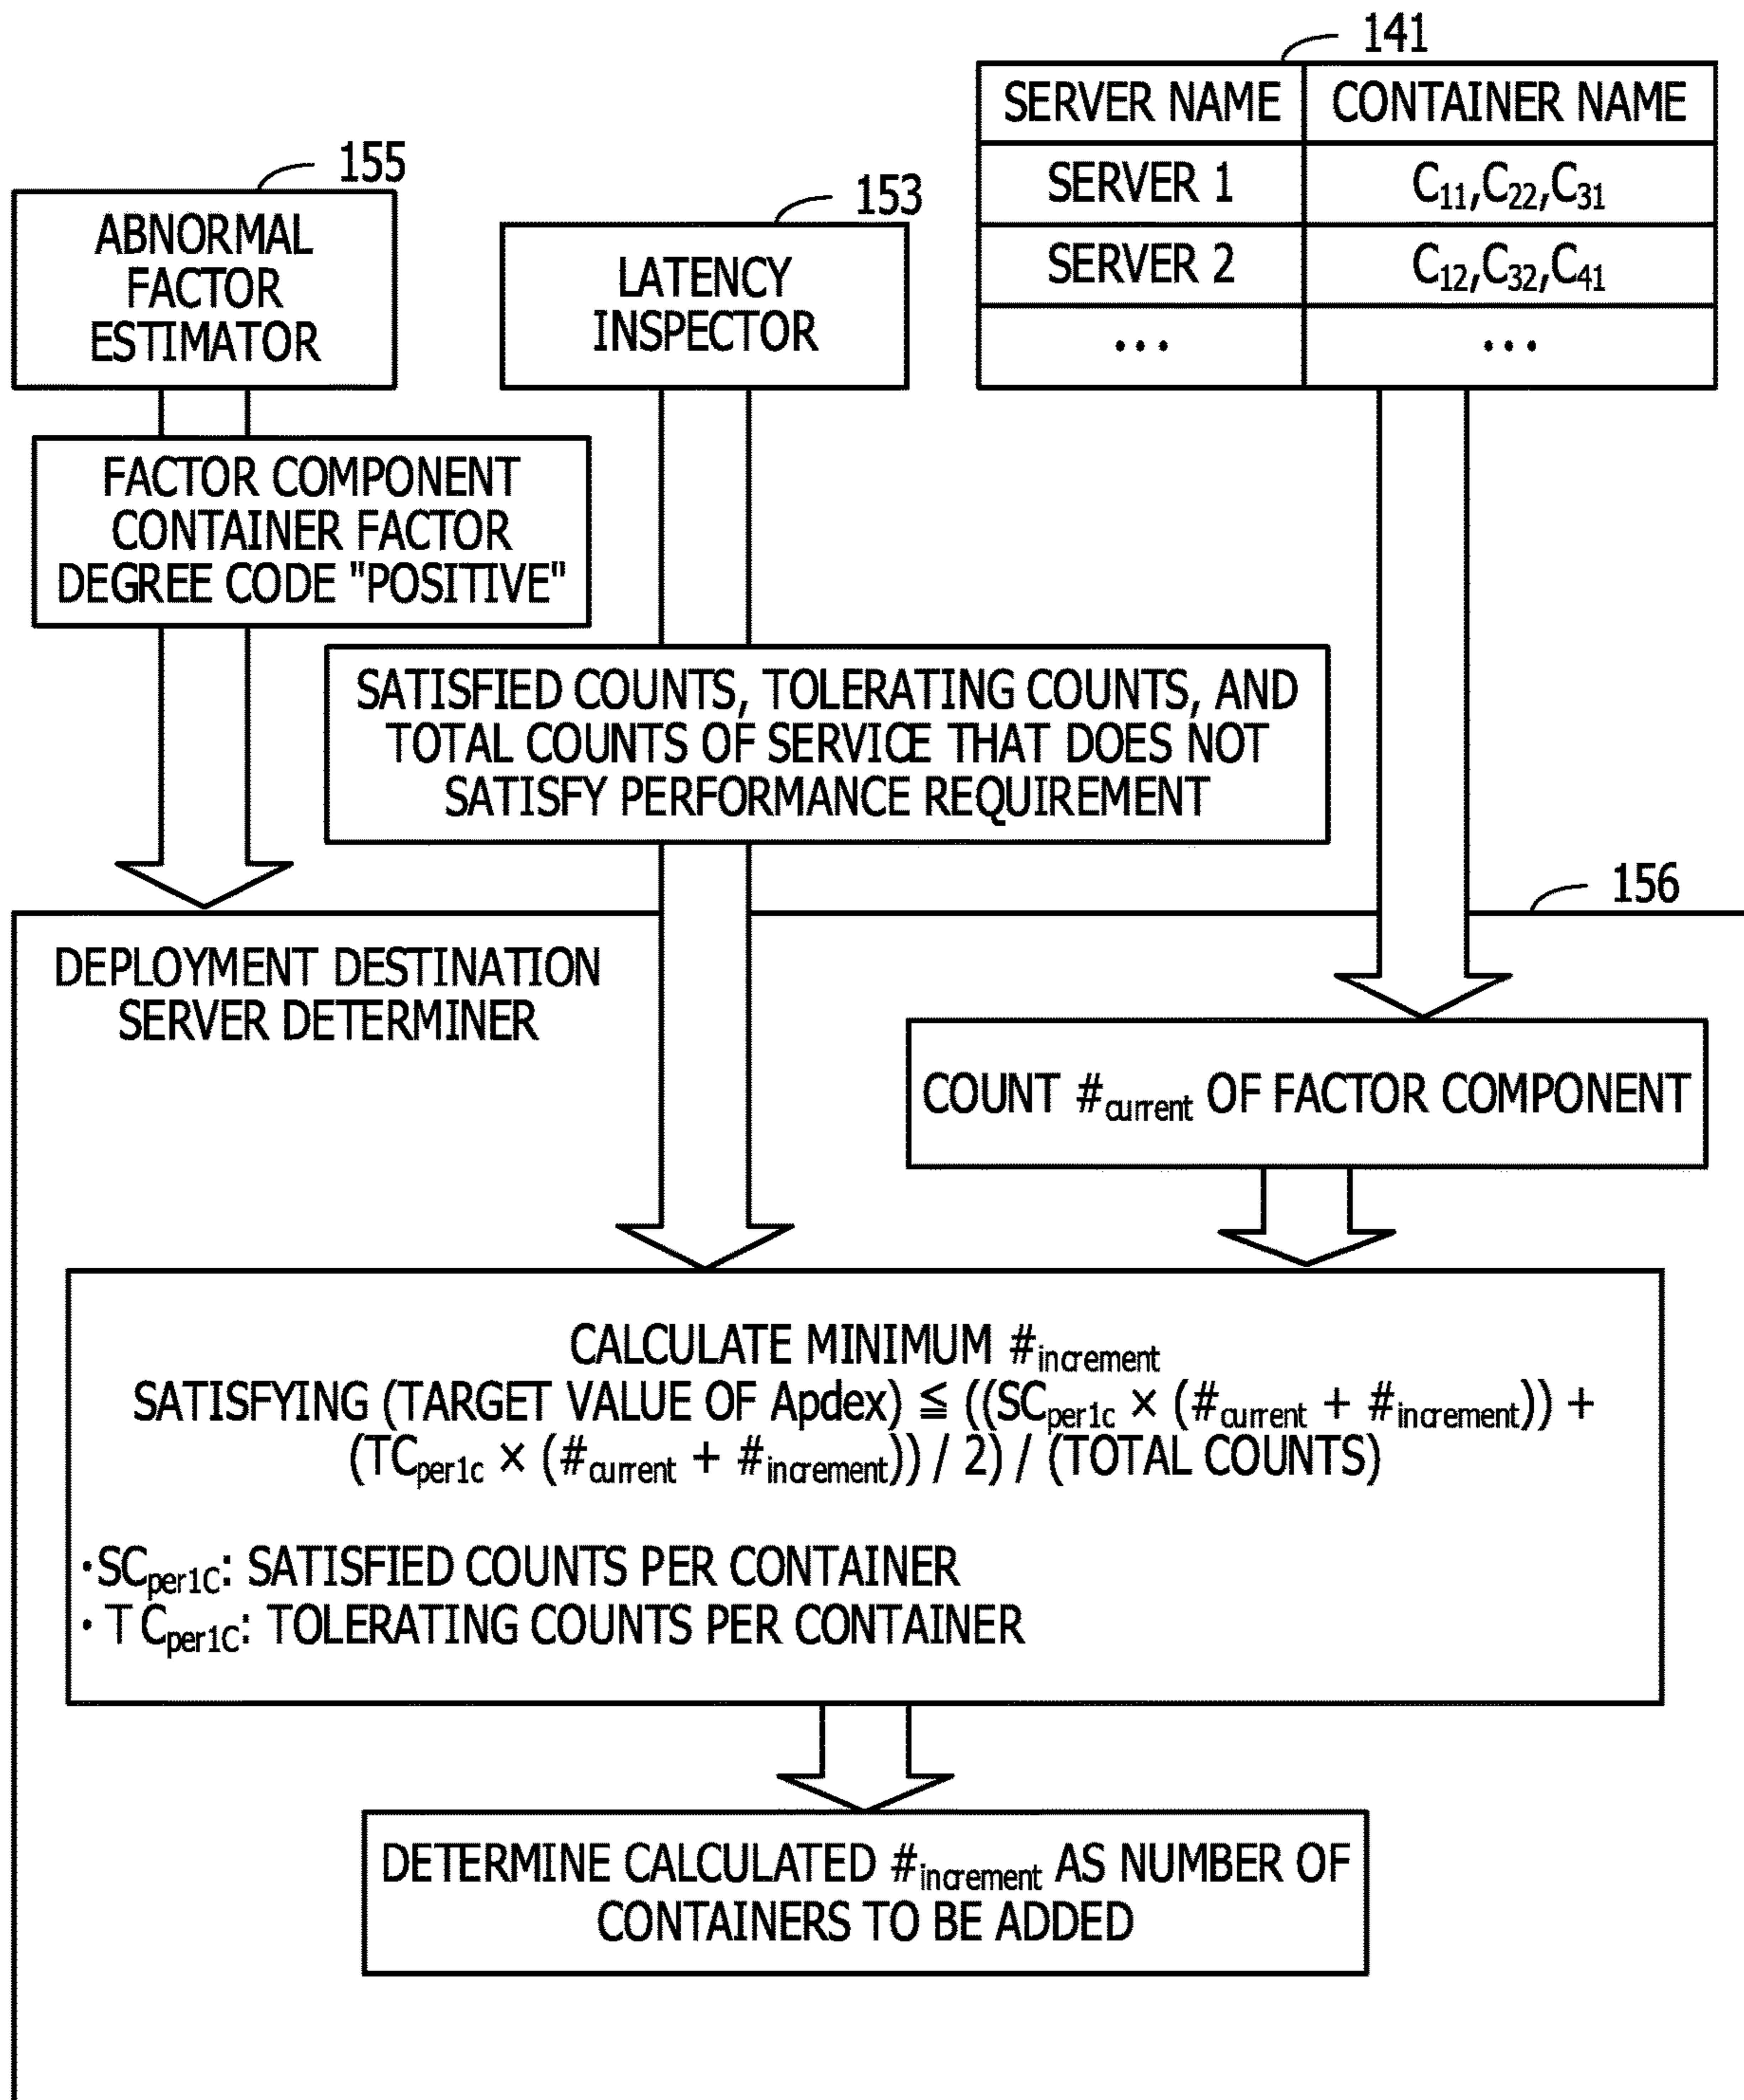 141
SERVER NAME CONTAINER NAME
SERVER 1 C11,C22,C31
SERVER 2 C12,C32,C41
... ...
155
ABNORMAL
FACTOR
ESTIMATOR
153
LATENCY
INSPECTOR
FACTOR COMPONENT
CONTAINER FACTOR
DEGREE CODE "POSITIVE"
SATISFIED COUNTS, TOLERATING COUNTS, AND
TOTAL COUNTS OF SERVICE THAT DOES NOT
SATISFY PERFORMANCE REQUIREMENT
156
DEPLOYMENT DESTINATION
SERVER DETERMINER
COUNT #current OF FACTOR COMPONENT
CALCULATE MINIMUM #increment
SATISFYING (TARGET VALUE OF Apdex) ≦ ((SCper1c × (#current + #increment)) +
(TCper1c × (#current + #increment)) / 2) / (TOTAL COUNTS)
・SCper1C: SATISFIED COUNTS PER CONTAINER
・T Cper1C: TOLERATING COUNTS PER CONTAINER
DETERMINE CALCULATED #increment AS NUMBER OF
CONTAINERS TO BE ADDED